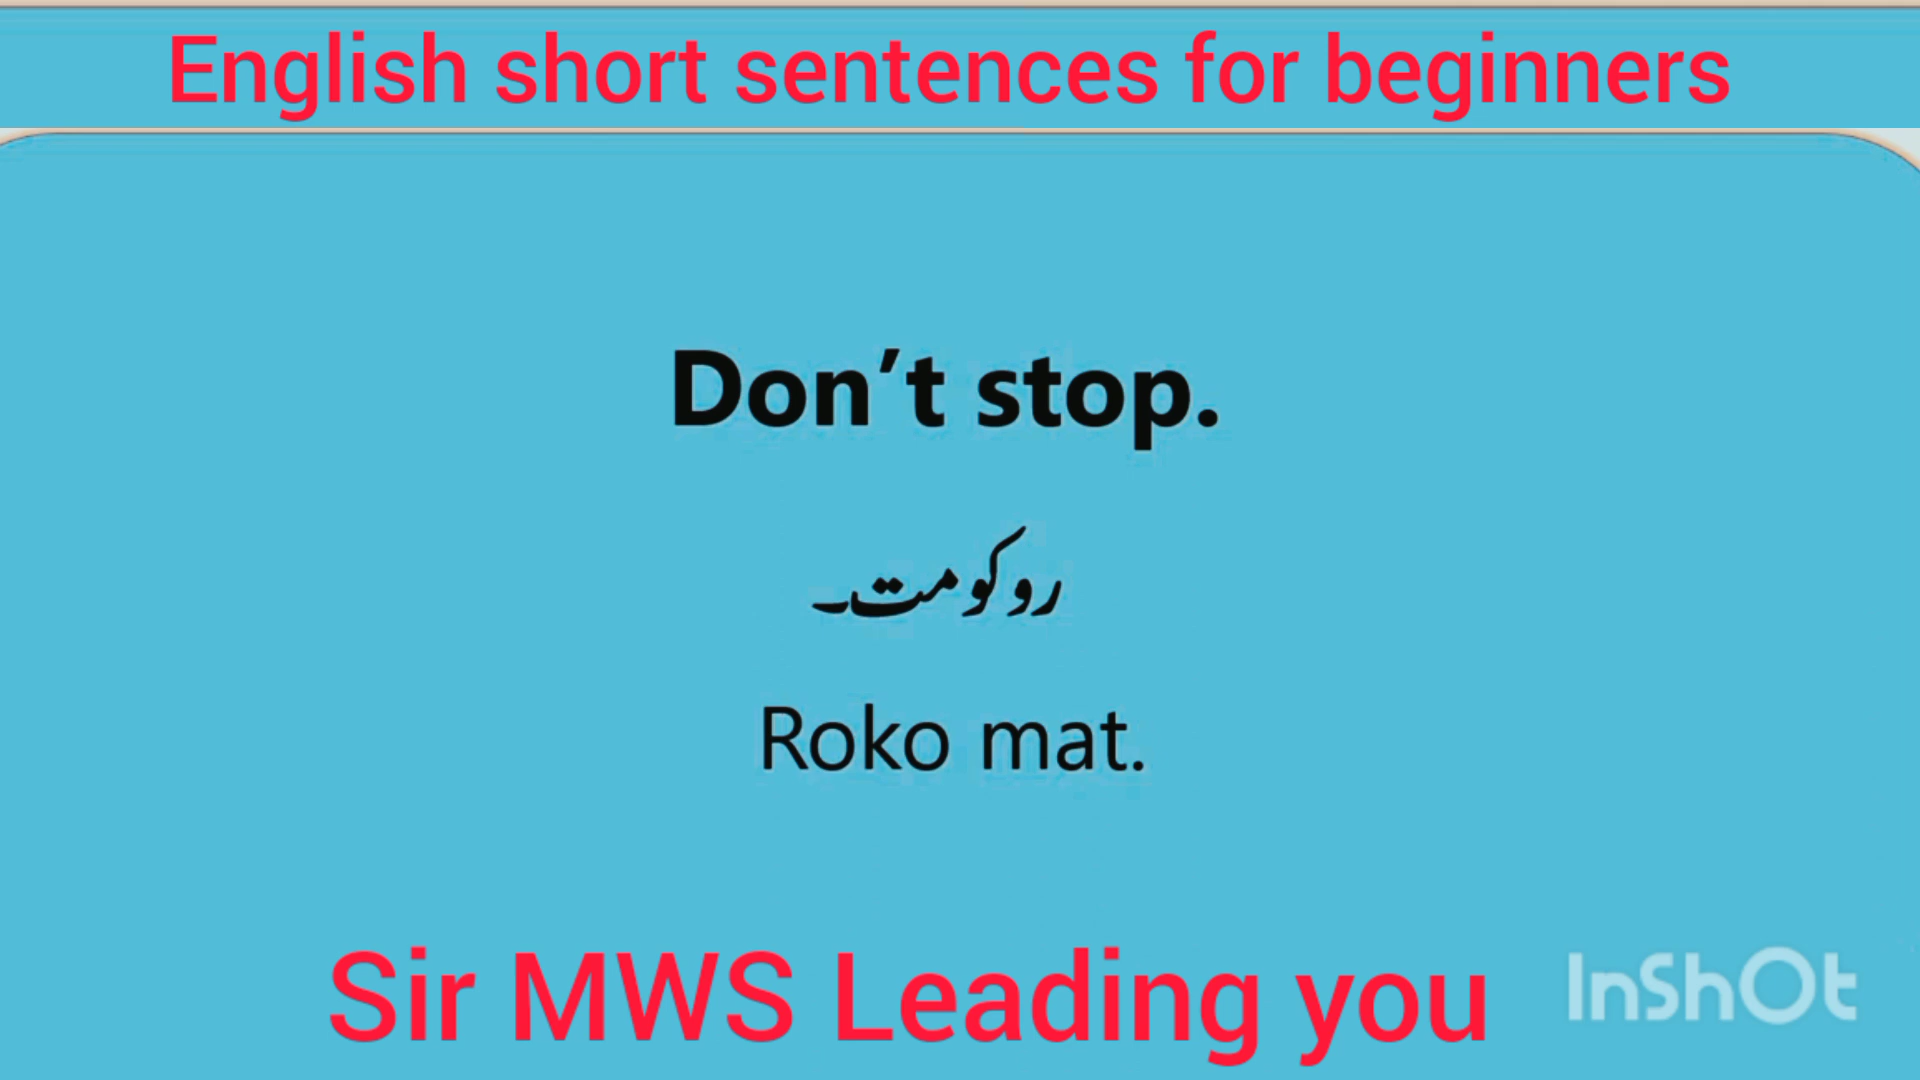 English short sentences for beginners
Don’t stop.
روکو مت۔
Roko mat.
Sir MWS Leading you
InShOt